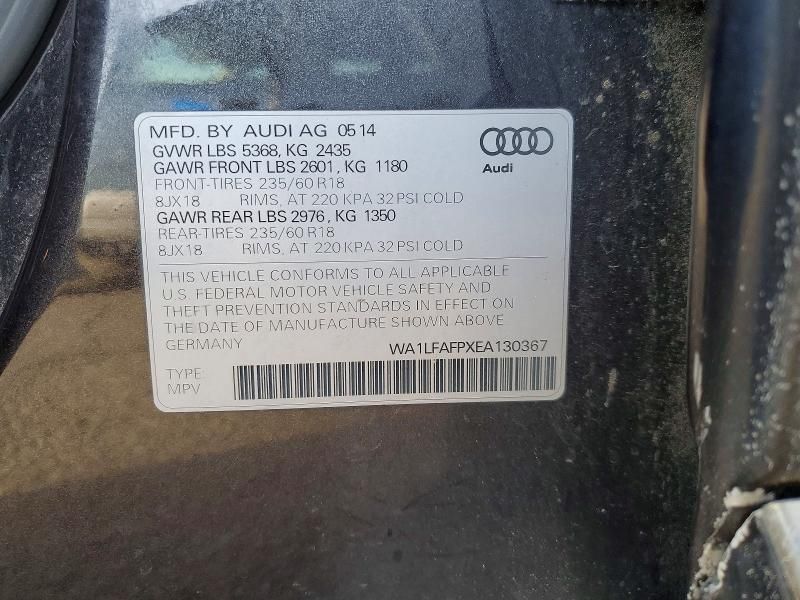 MFD. BY AUDI AG 05 14
GVWR LBS 5368, KG 2435
GAWR FRONT LBS 2601, KG 1180
FRONT-TIRES 235/60 R18
8JX18 RIMS, AT 220 KPA 32 PSI COLD
GAWR REAR LBS 2976, KG 1350
REAR-TIRES 235/60 R18
8JX18 RIMS, AT 220 KPA 32 PSI COLD
Audi
THIS VEHICLE CONFORMS TO ALL APPLICABLE
U.S. FEDERAL MOTOR VEHICLE SAFETY AND
THEFT PREVENTION STANDARDS IN EFFECT ON
THE DATE OF MANUFACTURE SHOWN ABOVE
GERMANY WA1LFAFPXEA130367
TYPE:
MPV